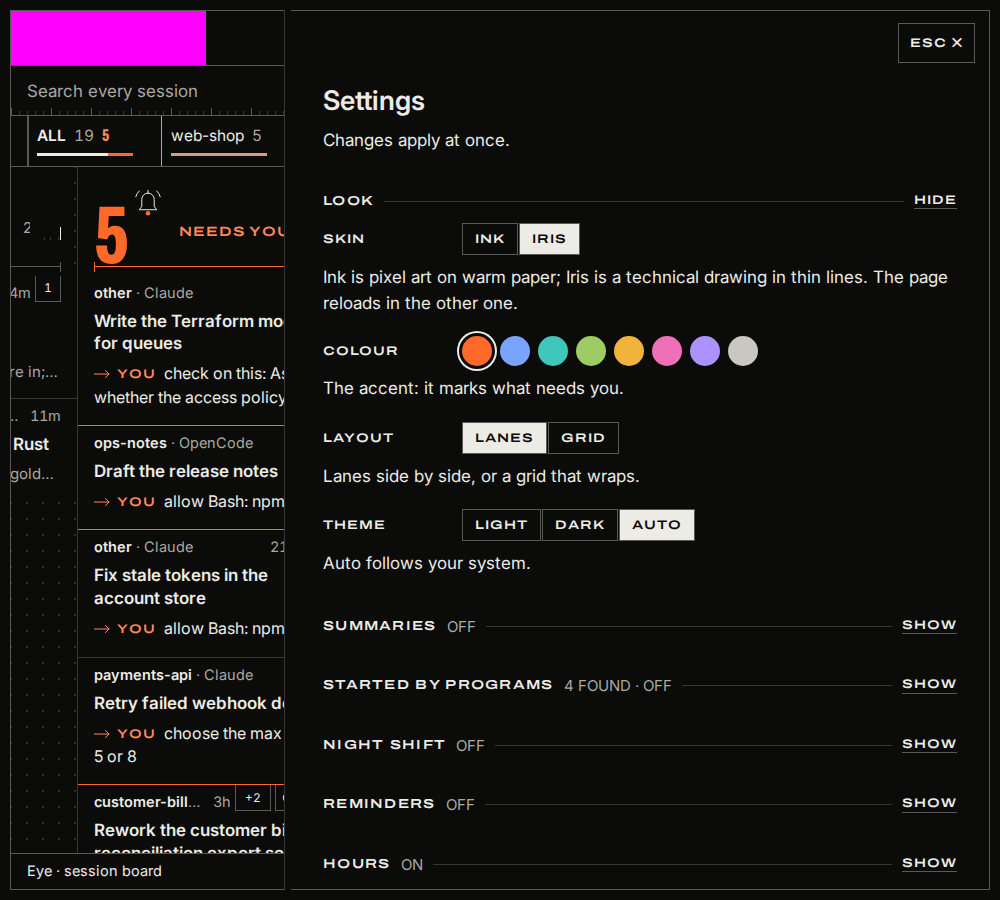 ESC ✕
Search every session
ALL 19 5
web-shop 5
5
NEEDS YOU
4m 1
re in;...
11m
Rust
gold...
other · Claude
Write the Terraform
for queues
→ YOU check on this:
whether the access policy
ops-notes · OpenCode
Draft the release notes
→ YOU allow Bash: npm
other · Claude
Fix stale tokens in the
account store
→ YOU allow Bash: npm
payments-api · Claude
Retry failed webhook
→ YOU choose the max
5 or 8
customer-bill... 3h +2
Rework the customer
Eye · session board
Settings
Changes apply at once.
LOOK HIDE
SKIN INK IRIS
Ink is pixel art on warm paper; Iris is a technical drawing in thin lines. The page
reloads in the other one.
COLOUR
The accent: it marks what needs you.
LAYOUT LANES GRID
Lanes side by side, or a grid that wraps.
THEME LIGHT DARK AUTO
Auto follows your system.
SUMMARIES OFF SHOW
STARTED BY PROGRAMS 4 FOUND · OFF SHOW
NIGHT SHIFT OFF SHOW
REMINDERS OFF SHOW
HOURS ON SHOW